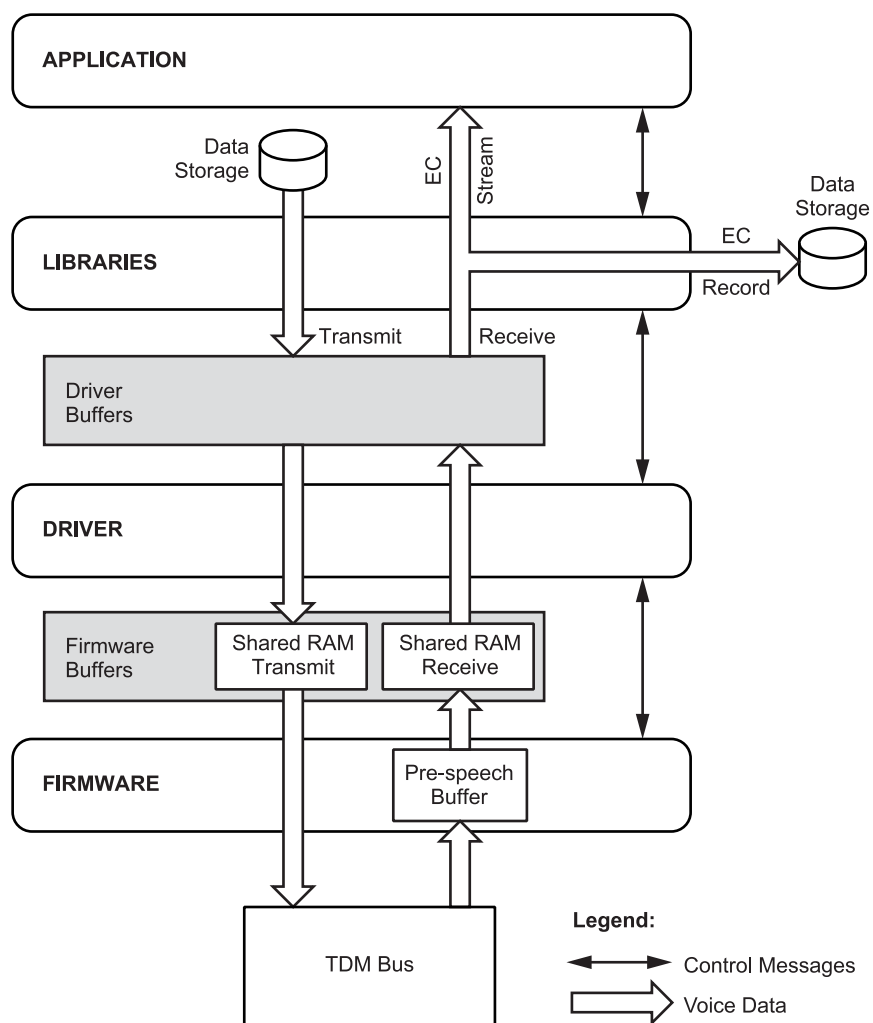 APPLICATION
Data
Storage
EC
Stream
Data
Storage
LIBRARIES
EC
Record
Transmit
Receive
Driver
Buffers
DRIVER
Firmware
Buffers
Shared RAM
Transmit
Shared RAM
Receive
FIRMWARE
Pre-speech
Buffer
TDM Bus
Legend:
Control Messages
Voice Data